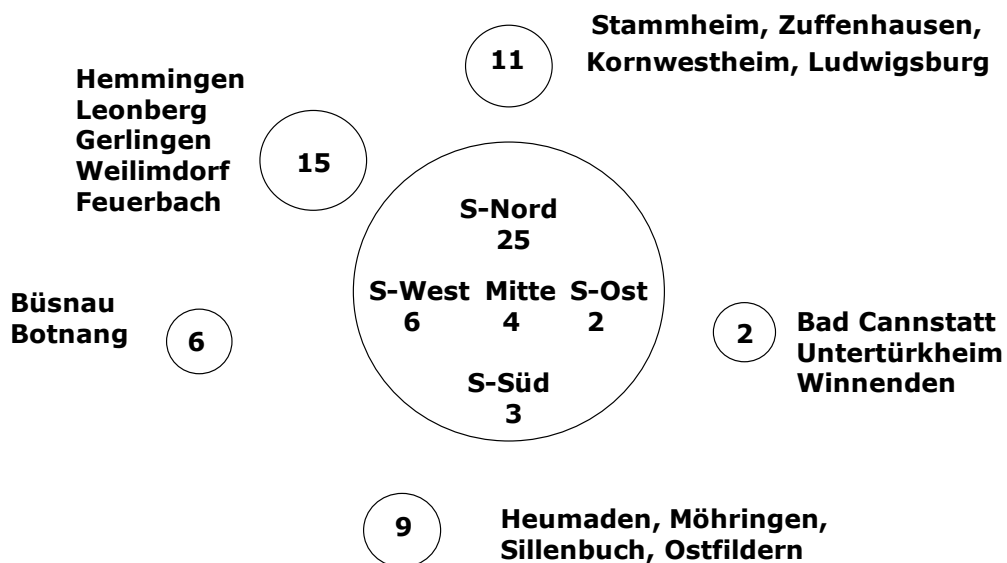 Stammheim, Zuffenhausen,
Kornwestheim, Ludwigsburg
11
Hemmingen
Leonberg
Gerlingen
Weilimdorf
Feuerbach
15
S-Nord
25
S-West Mitte S-Ost
6 4 2
S-Süd
3
Büsnau
Botnang
6
2
Bad Cannstatt
Untertürkheim
Winnenden
9
Heumaden, Möhringen,
Sillenbuch, Ostfildern